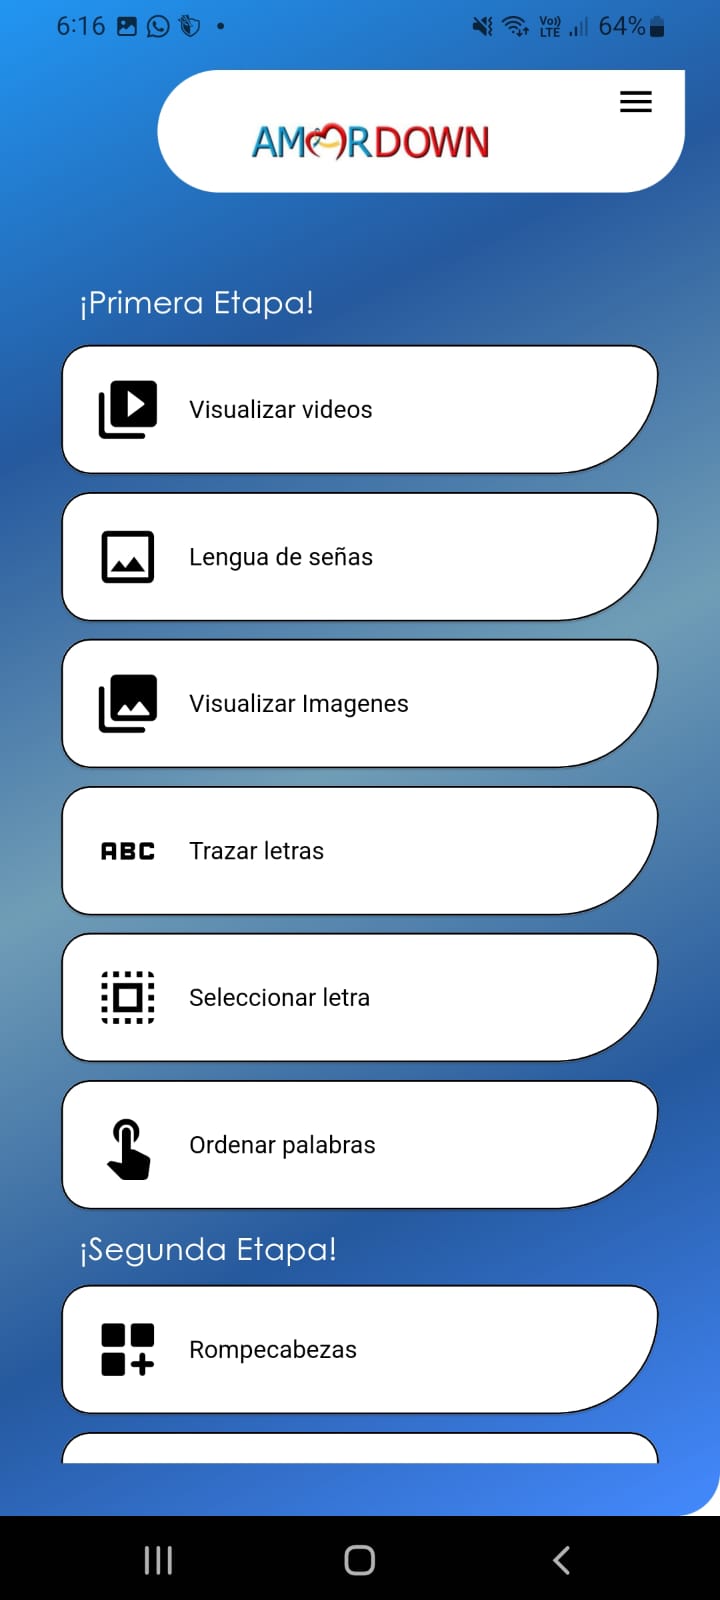 6:16
Vo))
LTE
64%
AMORDOWN
¡Primera Etapa!
Visualizar videos
Lengua de señas
Visualizar Imagenes
ABC
Trazar letras
Seleccionar letra
Ordenar palabras
¡Segunda Etapa!
Rompecabezas